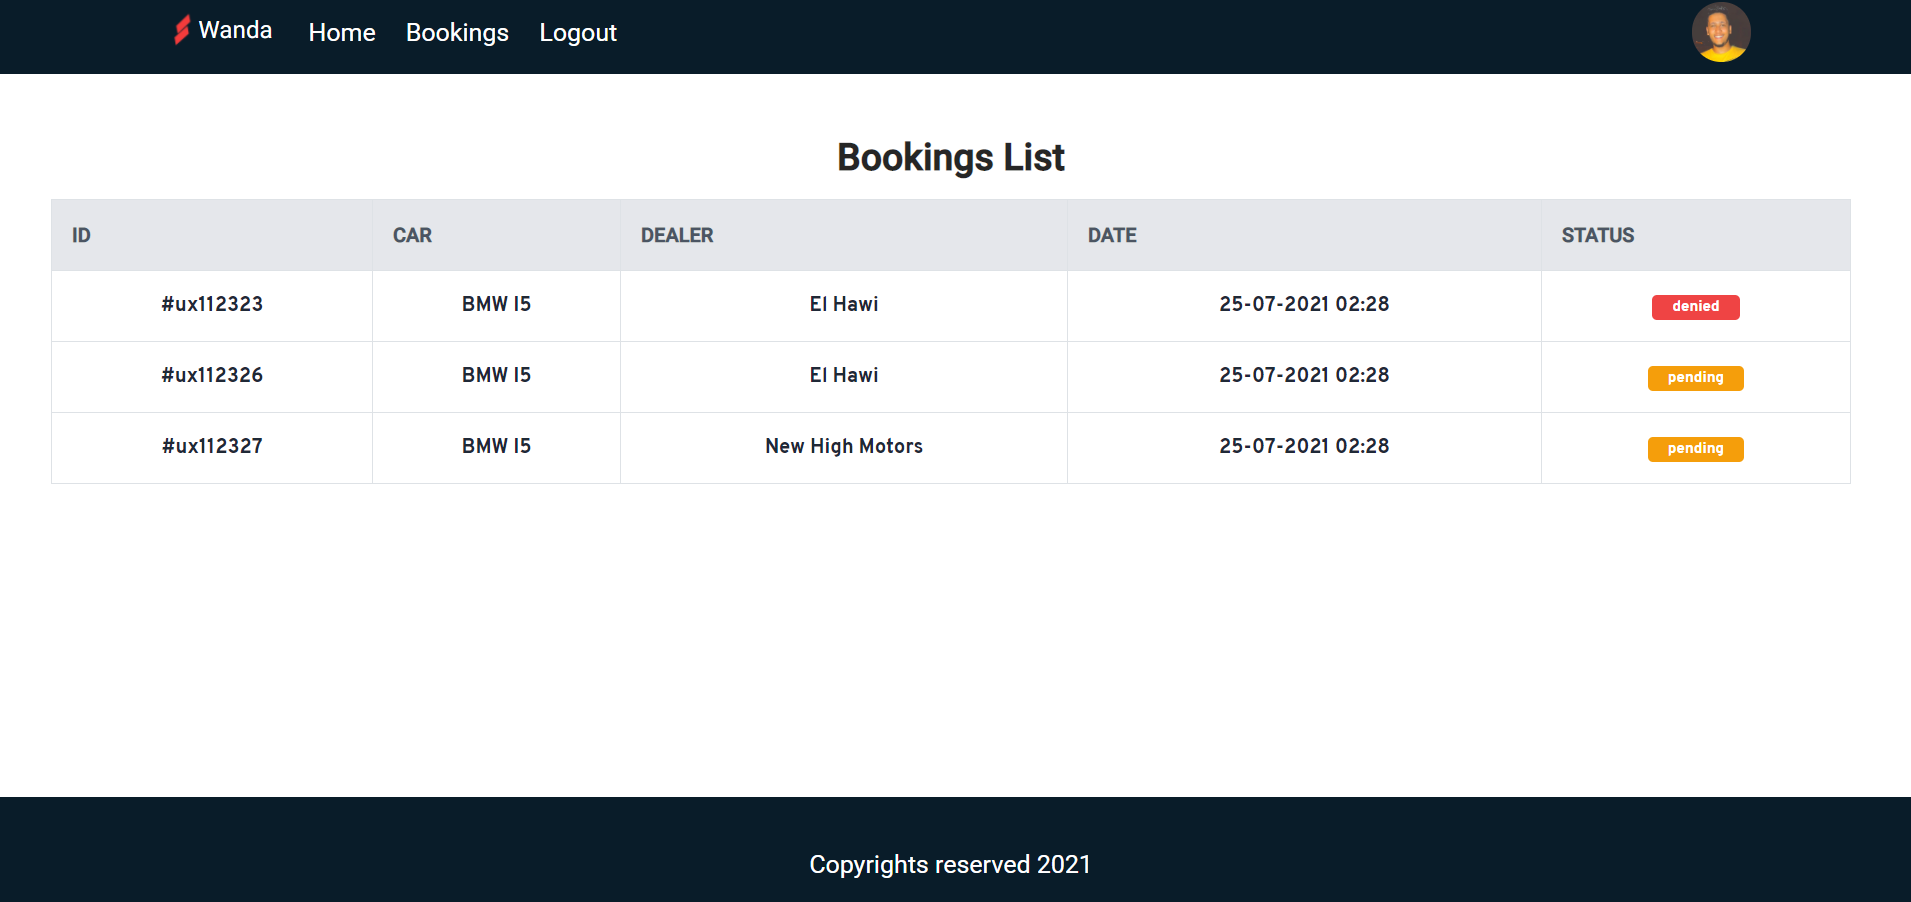 Wanda Home Bookings Logout
Bookings List
ID CAR DEALER DATE STATUS
#ux112323 BMW I5 El Hawi 25-07-2021 02:28 denied
#ux112326 BMW I5 El Hawi 25-07-2021 02:28 pending
#ux112327 BMW I5 New High Motors 25-07-2021 02:28 pending
Copyrights reserved 2021